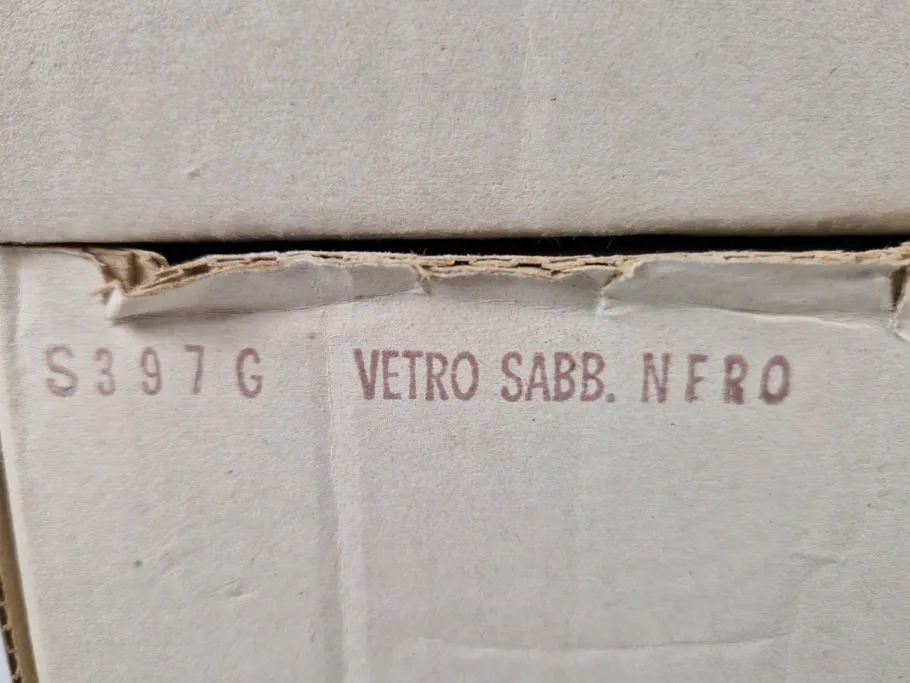 S397G VETRO SABB. NERO